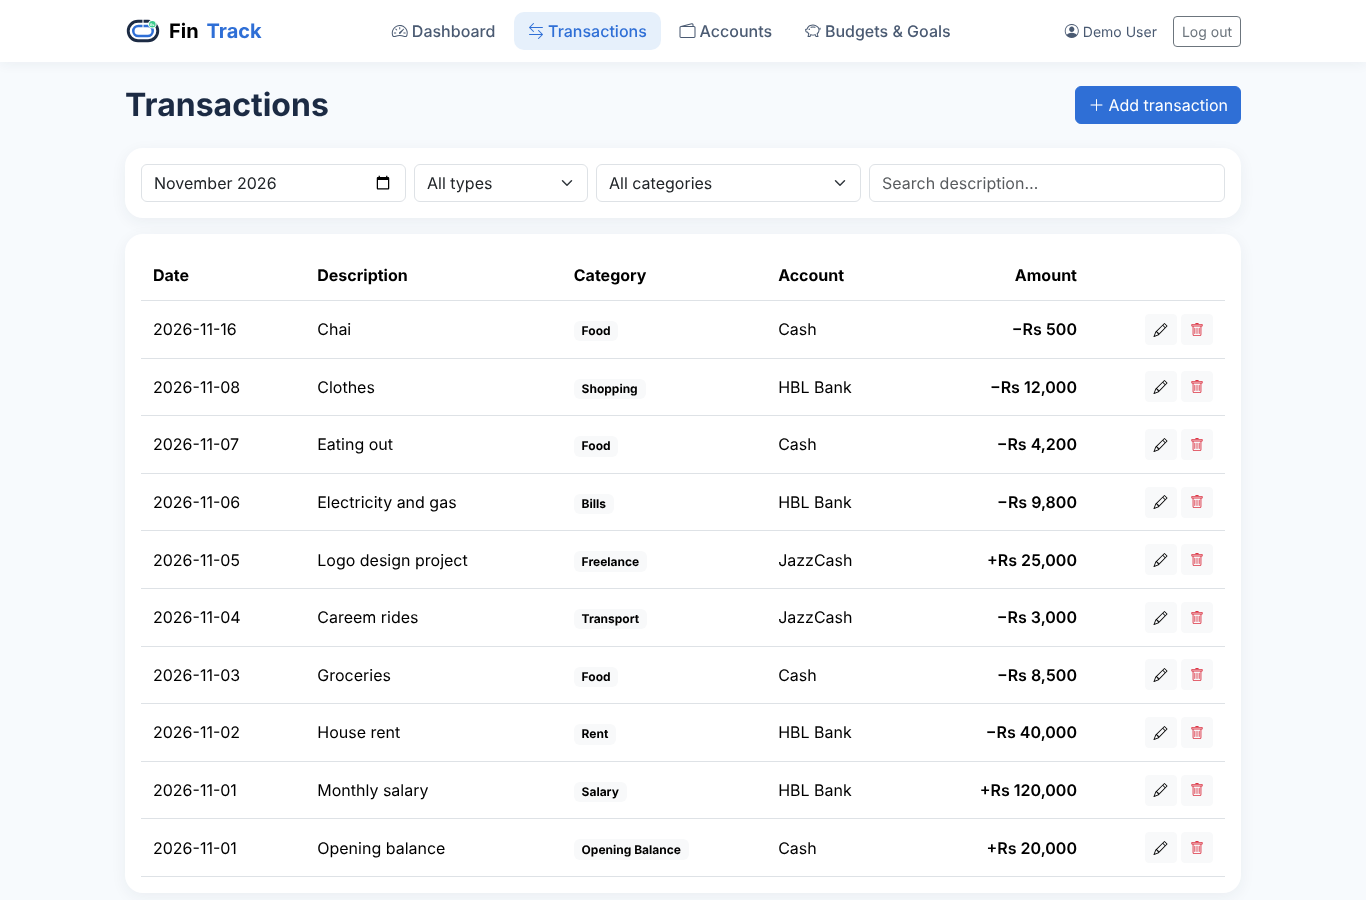 Fin Track
Dashboard
Transactions
Accounts
Budgets & Goals
Demo User
Log out
Transactions
+ Add transaction
November 2026
All types
All categories
Search description...
Date Description Category Account Amount
2026-11-16 Chai Food Cash −Rs 500
2026-11-08 Clothes Shopping HBL Bank −Rs 12,000
2026-11-07 Eating out Food Cash −Rs 4,200
2026-11-06 Electricity and gas Bills HBL Bank −Rs 9,800
2026-11-05 Logo design project Freelance JazzCash +Rs 25,000
2026-11-04 Careem rides Transport JazzCash −Rs 3,000
2026-11-03 Groceries Food Cash −Rs 8,500
2026-11-02 House rent Rent HBL Bank −Rs 40,000
2026-11-01 Monthly salary Salary HBL Bank +Rs 120,000
2026-11-01 Opening balance Opening Balance Cash +Rs 20,000